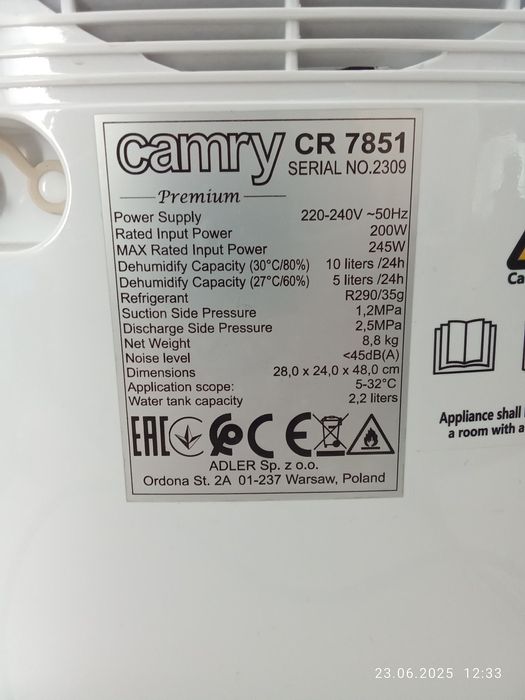 camry CR 7851
SERIAL NO.2309
Premium
Power Supply 220-240V ~50Hz
Rated Input Power 200W
MAX Rated Input Power 245W
Dehumidify Capacity (30°C/80%) 10 liters /24h
Dehumidify Capacity (27°C/60%) 5 liters /24h
Refrigerant R290/35g
Suction Side Pressure 1,2MPa
Discharge Side Pressure 2,5MPa
Net Weight 8,8 kg
Noise level <45dB(A)
Dimensions 28,0 x 24,0 x 48,0 cm
Application scope: 5-32°C
Water tank capacity 2,2 liters
EAC CE
ADLER Sp. z o.o.
Ordona St. 2A 01-237 Warsaw, Poland
Appliance shall
a room with a
23.06.2025 12:33